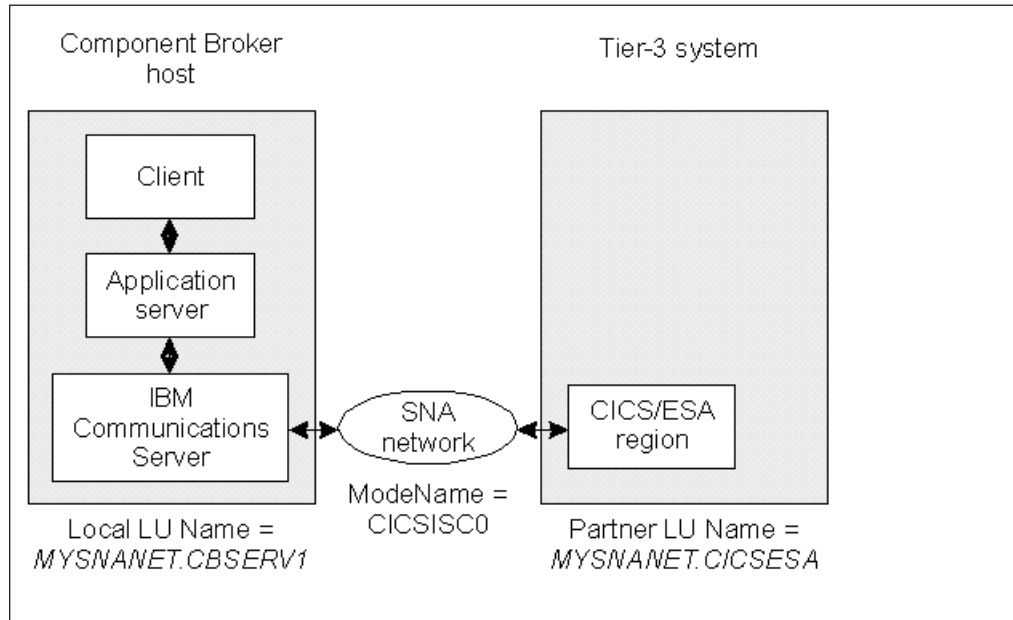 Component Broker
host
Tier-3 system
Client
Application
server
IBM
Communications
Server
SNA
network
CICS/ESA
region
ModeName =
CICSISC0
Local LU Name =
MYSNANET.CBSERV1
Partner LU Name =
MYSNANET.CICSESA